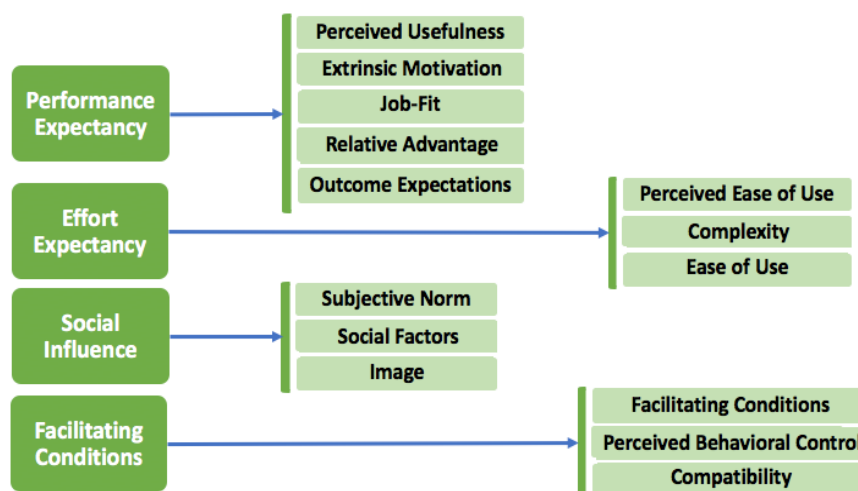 Performance
Expectancy
Perceived Usefulness
Extrinsic Motivation
Job-Fit
Relative Advantage
Outcome Expectations
Effort
Expectancy
Perceived Ease of Use
Complexity
Ease of Use
Social
Influence
Subjective Norm
Social Factors
Image
Facilitating
Conditions
Facilitating Conditions
Perceived Behavioral Control
Compatibility